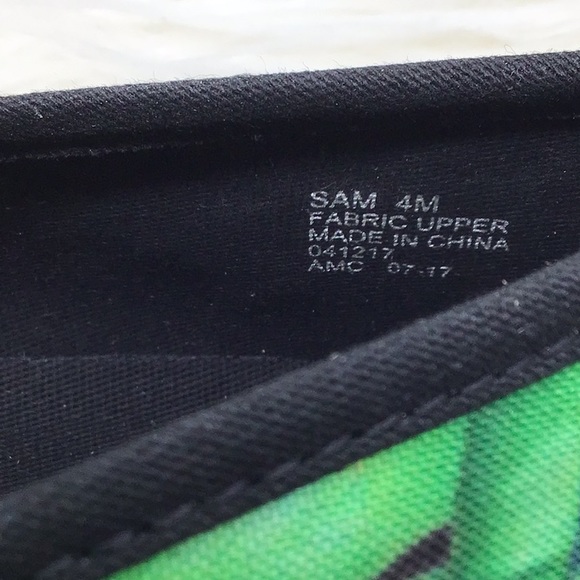 SAM 4M
FABRIC UPPER
MADE IN CHINA
041217
AMC 07-17